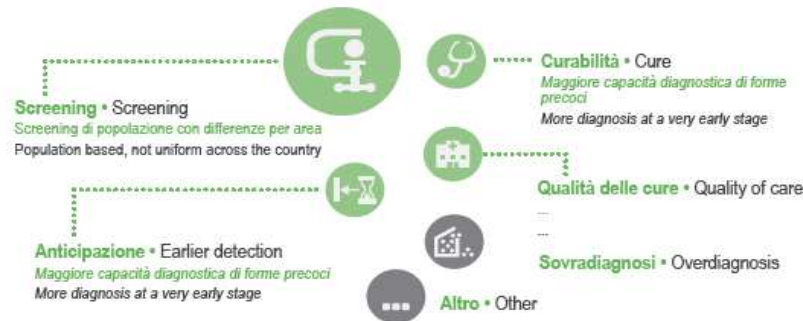 Screening • Screening
Screening di popolazione con differenze per area
Population based, not uniform across the country
Anticipazione • Earlier detection
Maggiore capacità diagnostica di forme precoci
More diagnosis at a very early stage
Curabilità • Cure
Maggiore capacità diagnostica di forme
precoci
More diagnosis at a very early stage
Qualità delle cure • Quality of care
...
...
Sovradiagnosi • Overdiagnosis
Altro • Other